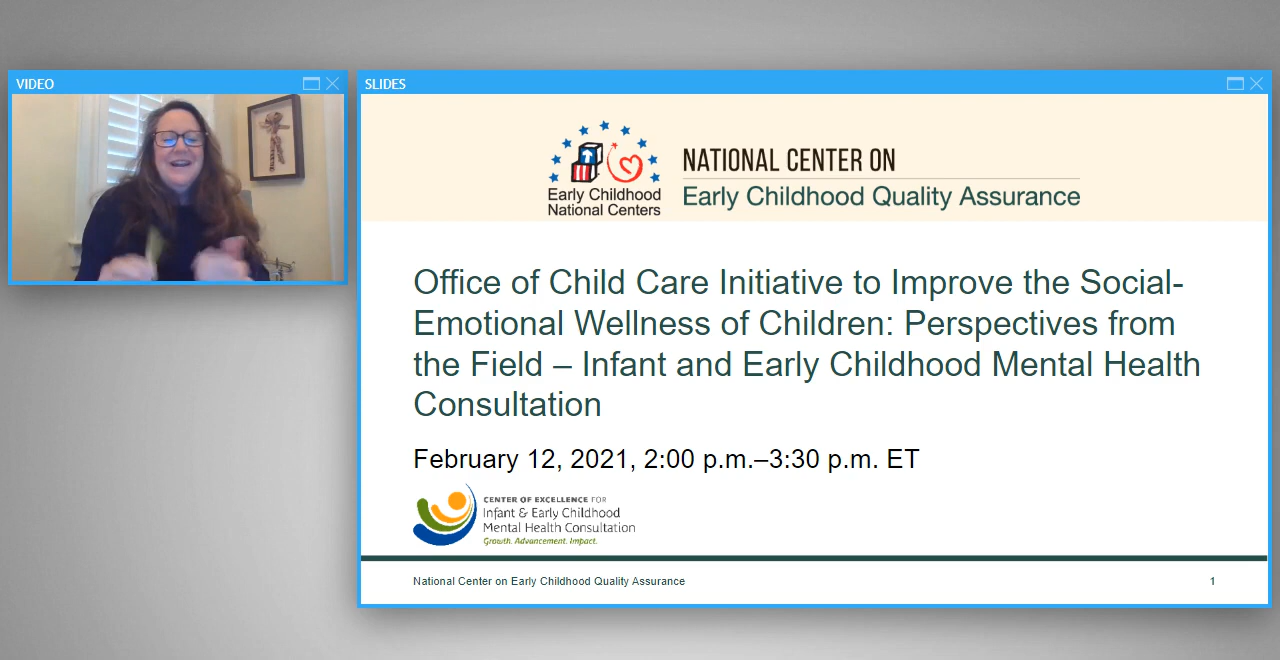 VIDEO
SLIDES
Early Childhood
National Centers
NATIONAL CENTER ON
Early Childhood Quality Assurance
Office of Child Care Initiative to Improve the Social-
Emotional Wellness of Children: Perspectives from
the Field – Infant and Early Childhood Mental Health
Consultation
February 12, 2021, 2:00 p.m.–3:30 p.m. ET
CENTER OF EXCELLENCE FOR
Infant & Early Childhood
Mental Health Consultation
Growth. Advancement. Impact.
National Center on Early Childhood Quality Assurance
1